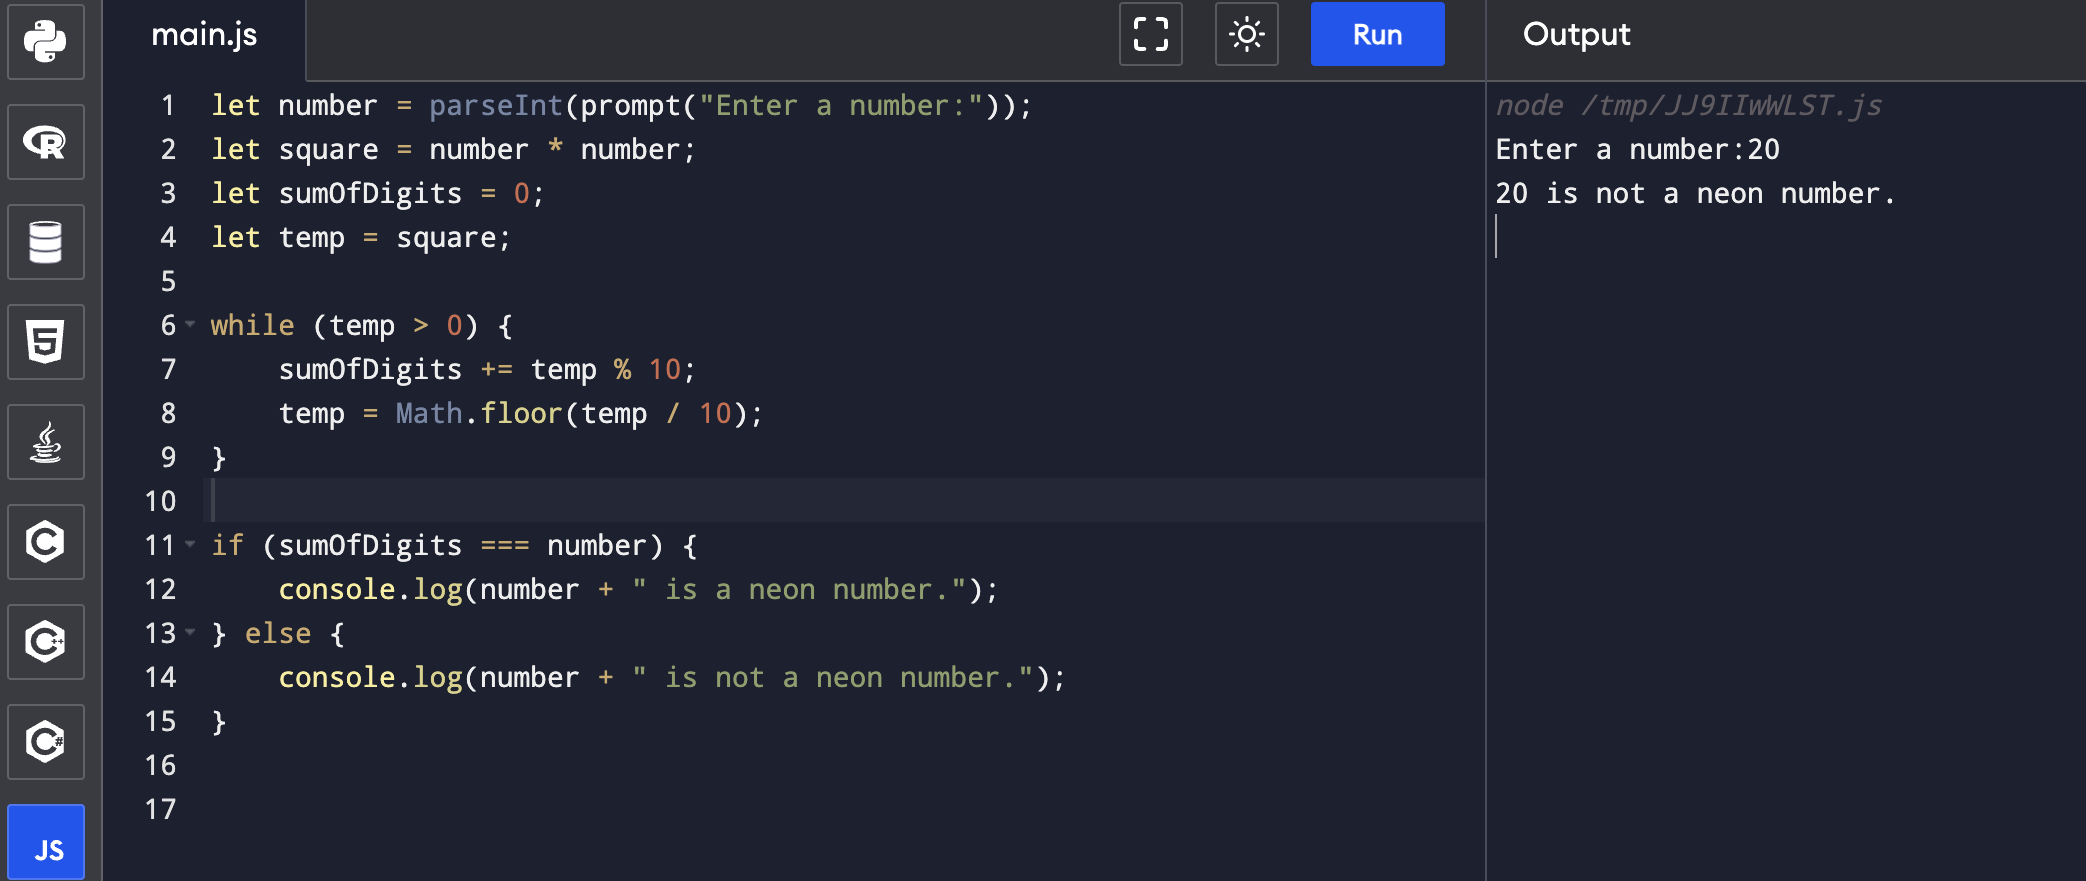 main.js
Run
Output
1 let number = parseInt(prompt("Enter a number:"));
2 let square = number * number;
3 let sumOfDigits = 0;
4 let temp = square;
5
6 while (temp > 0) {
7     sumOfDigits += temp % 10;
8     temp = Math.floor(temp / 10);
9 }
10
11 if (sumOfDigits === number) {
12     console.log(number + " is a neon number.");
13 } else {
14     console.log(number + " is not a neon number.");
15 }
16
17
node /tmp/JJ9IIwWLST.js
Enter a number:20
20 is not a neon number.
R
5
C
C++
C#
JS